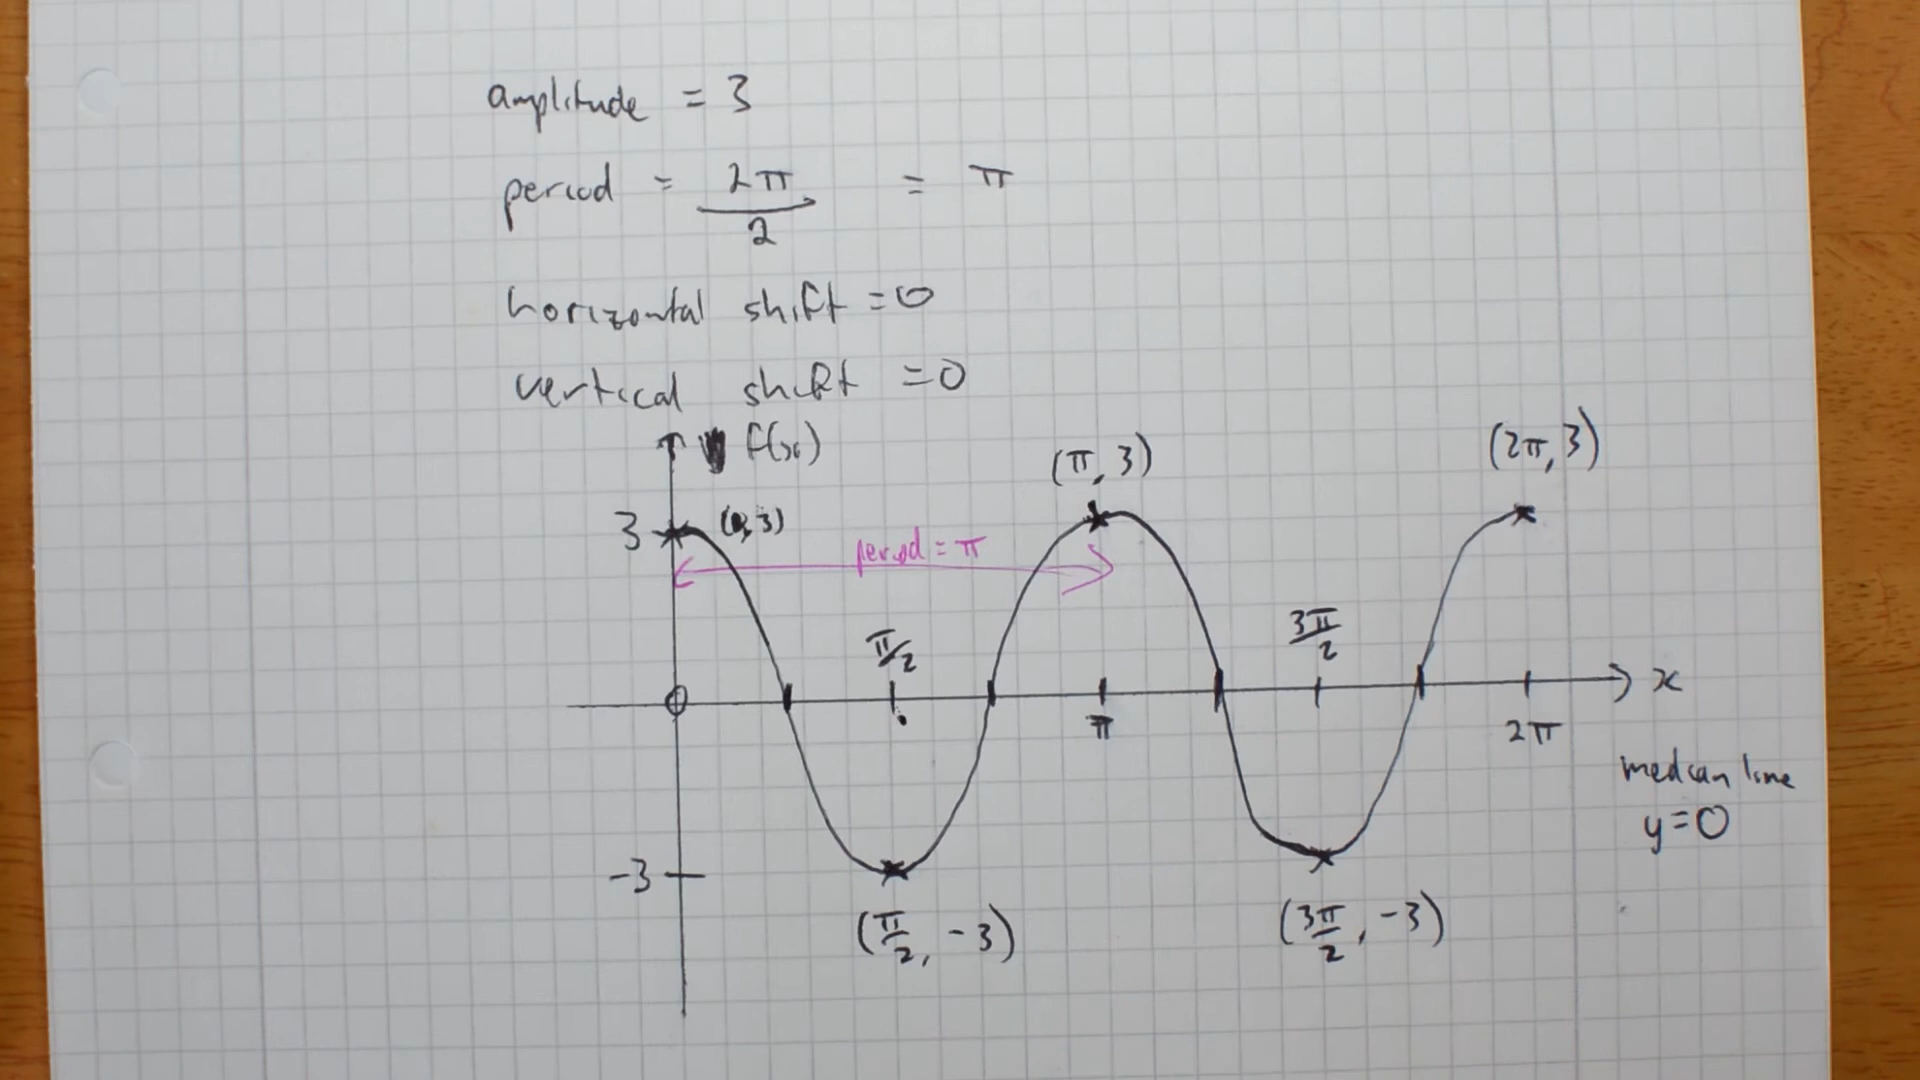 amplitude = 3
period = 2π/2 = π
horizontal shift = 0
vertical shift = 0
f(x)
(π, 3)
(2π, 3)
3
(0, 3)
period = π
π/2
3π/2
0
x
π
2π
median line
y = 0
-3
(π/2, -3)
(3π/2, -3)